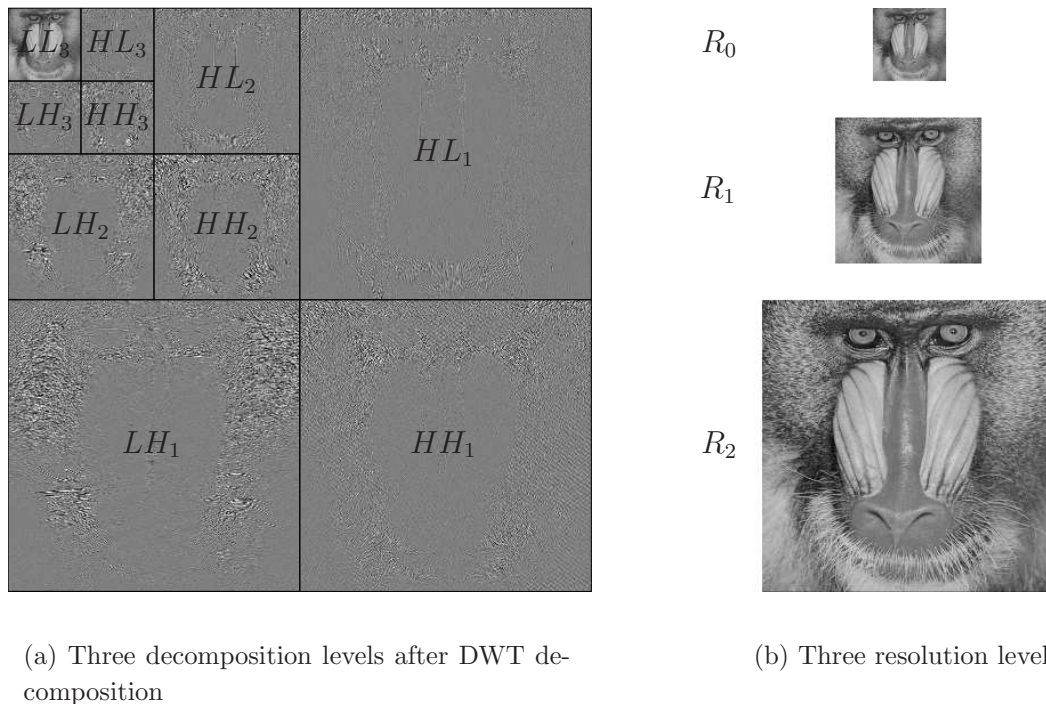 LL₃ HL₃
HL₂
HL₁
LH₃ HH₃
LH₂ HH₂
LH₁ HH₁
(a) Three decomposition levels after DWT de-
composition
R₀
R₁
R₂
(b) Three resolution level